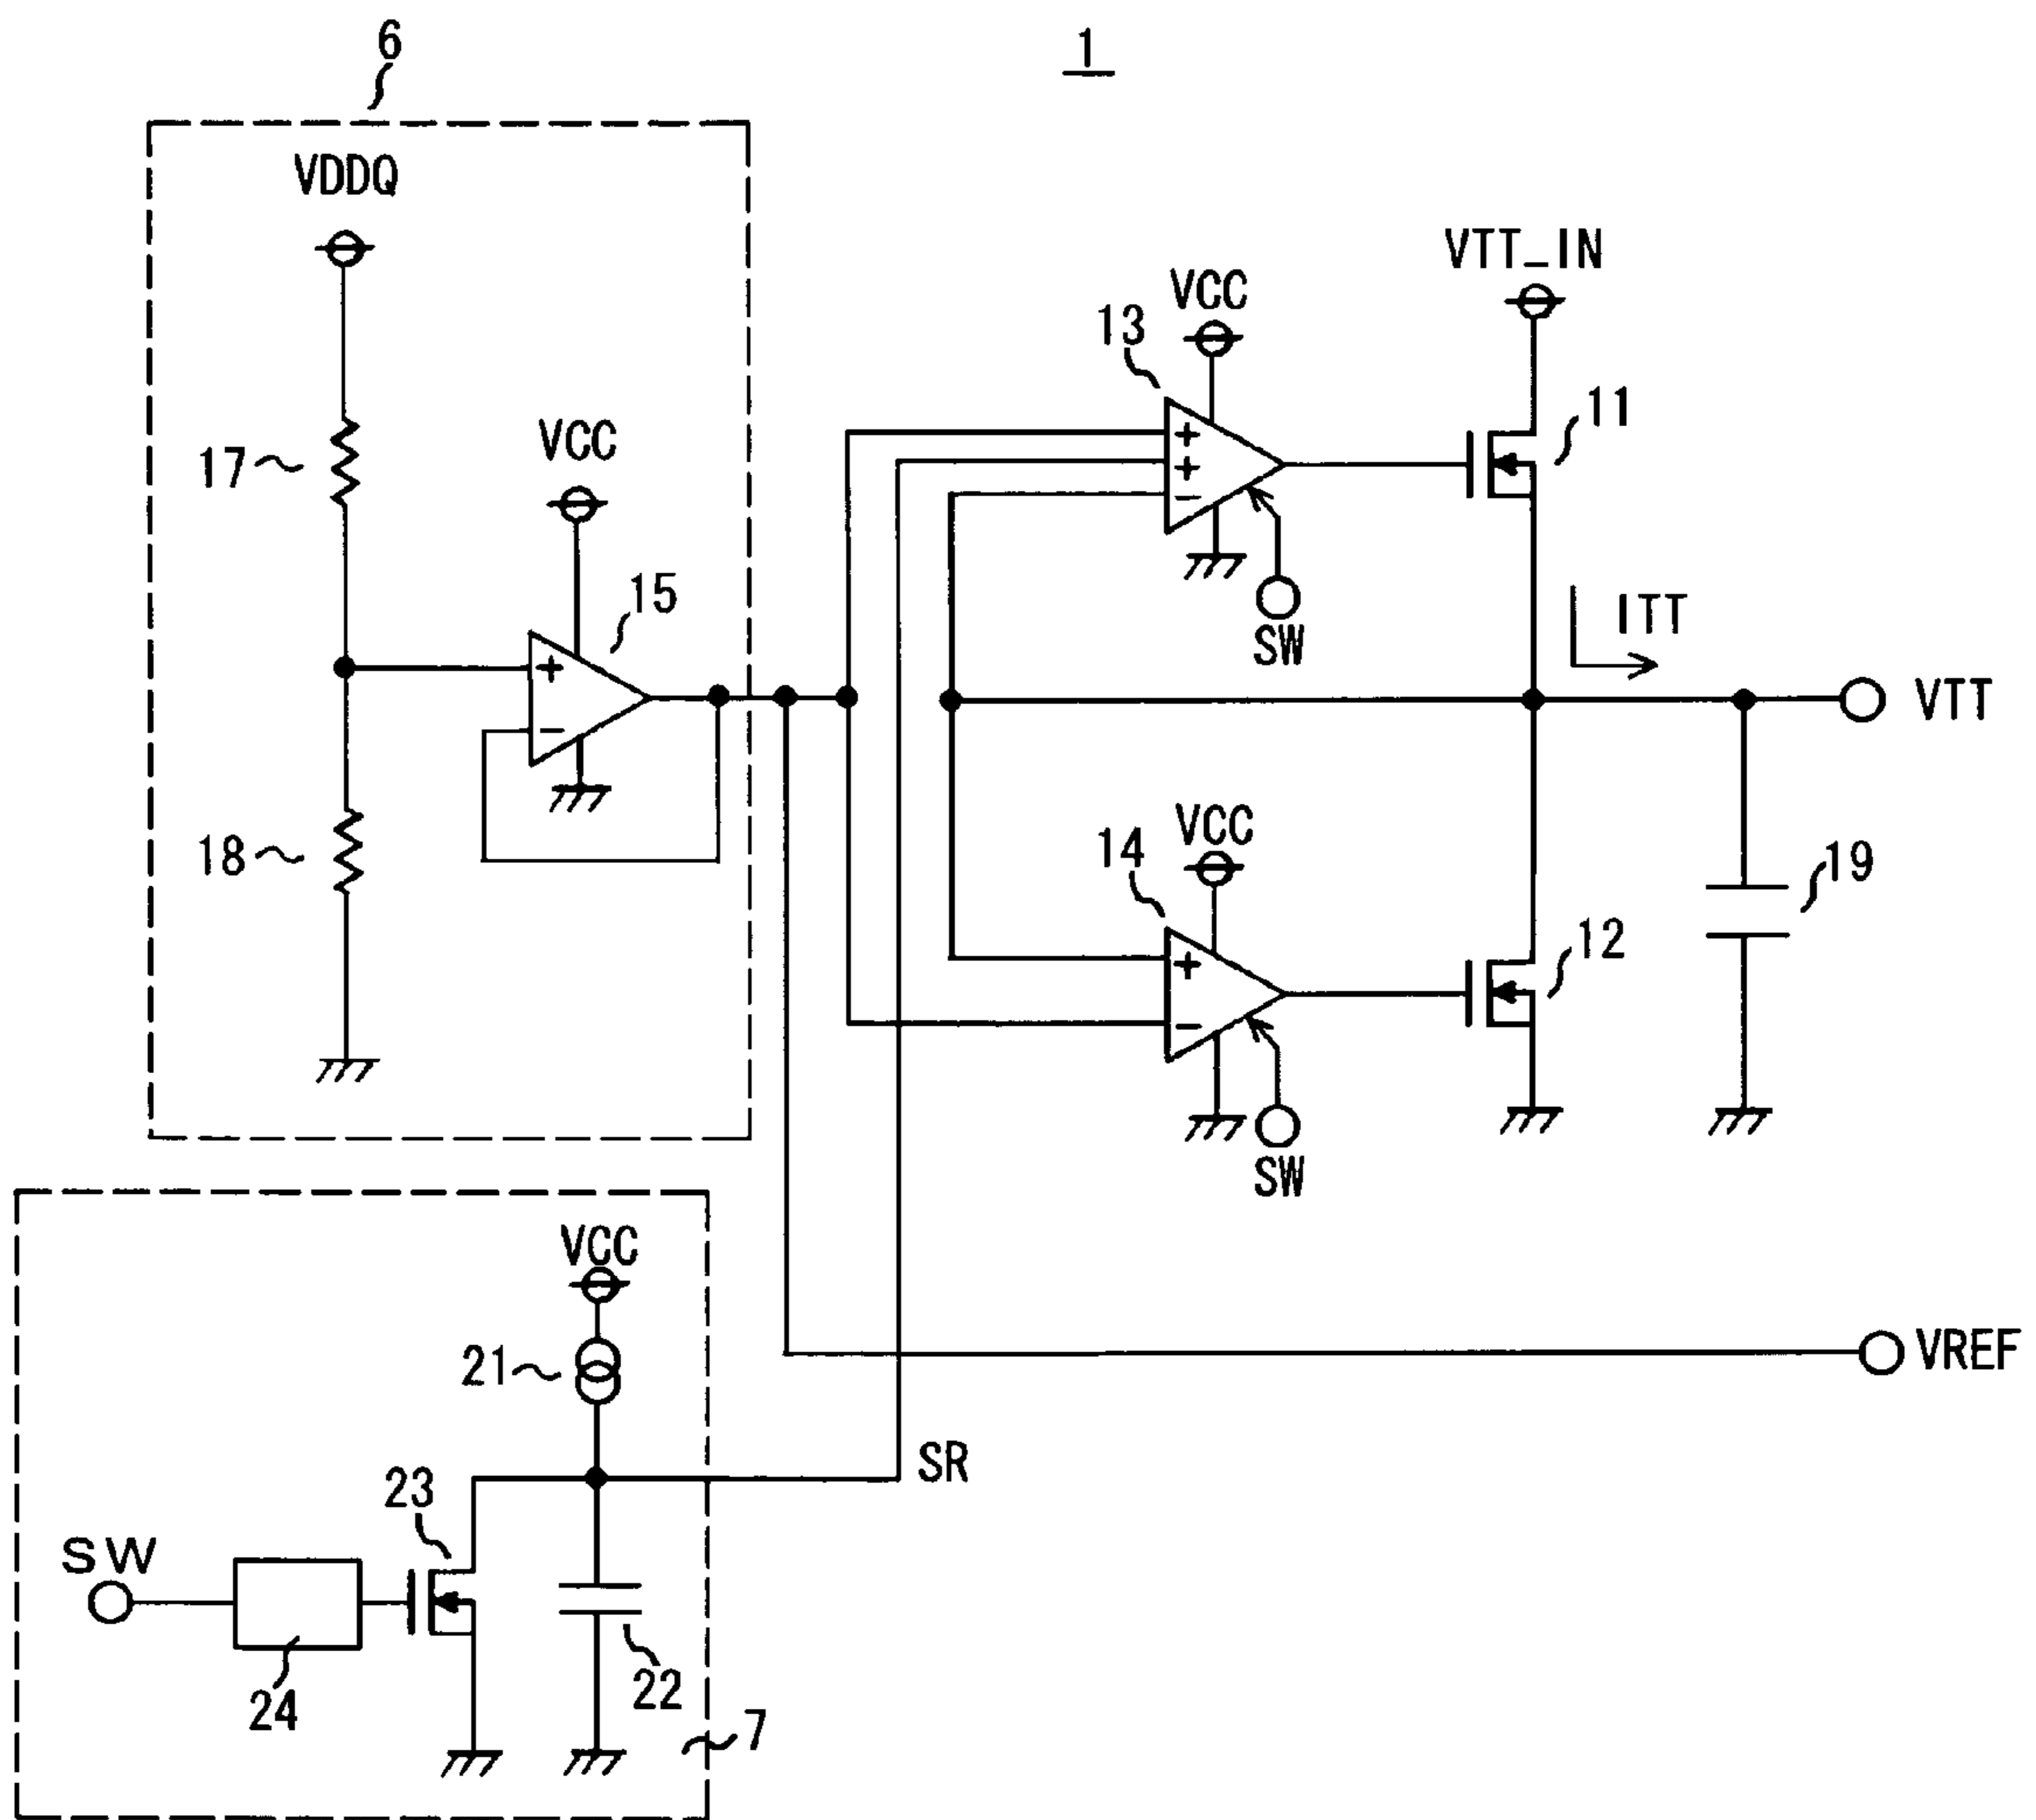 6
1
VDDQ
VTT_IN
VCC
13
11
VCC
17
15
ITT
SW
VTT
VCC
14
18
19
12
SW
VCC
21
VREF
SR
23
SW
22
24
7